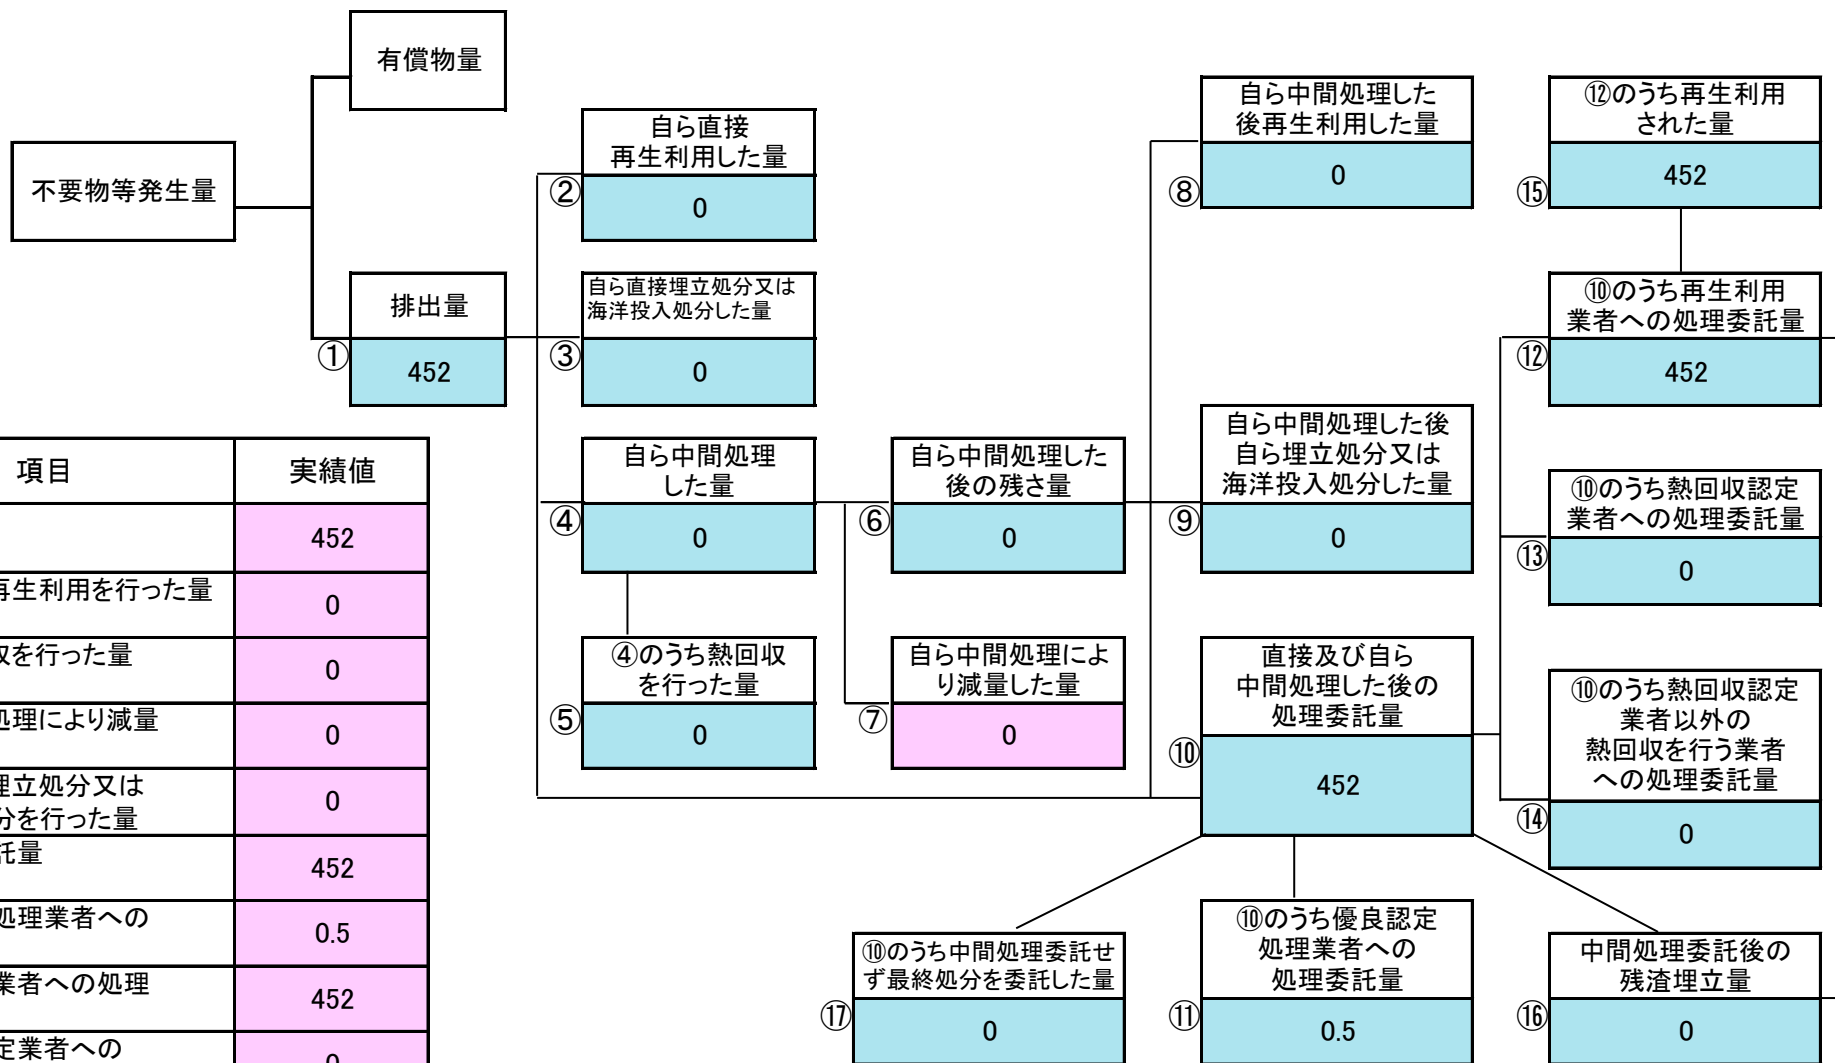 有償物量
不要物等発生量
排出量
①
452
自ら直接
再生利用した量
②
0
自ら直接埋立処分又は
海洋投入処分した量
③
0
自ら中間処理
した量
④
0
④のうち熱回収
を行った量
⑤
0
自ら中間処理した
後の残さ量
⑥
0
自ら中間処理によ
り減量した量
⑦
0
自ら中間処理した
後再生利用した量
⑧
0
自ら中間処理した後
自ら埋立処分又は
海洋投入処分した量
⑨
0
直接及び自ら
中間処理した後の
処理委託量
⑩
452
⑫のうち再生利用
された量
⑮
452
⑩のうち再生利用
業者への処理委託量
⑫
452
⑩のうち熱回収認定
業者への処理委託量
⑬
0
⑩のうち熱回収認定
業者以外の
熱回収を行う業者
への処理委託量
⑭
0
⑩のうち中間処理委託せ
ず最終処分を委託した量
⑰
0
⑩のうち優良認定
処理業者への
処理委託量
⑪
0.5
中間処理委託後の
残渣埋立量
⑯
0
項目 実績値
452
再生利用を行った量
0
収を行った量
0
処理により減量
0
埋立処分又は
分を行った量
0
託量
452
処理業者への
0.5
業者への処理
452
定業者への
0